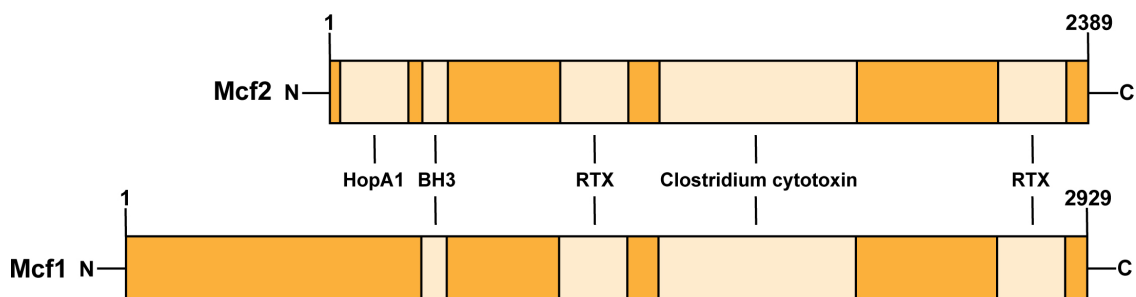 1 2389
Mcf2 N C
HopA1 BH3 RTX Clostridium cytotoxin RTX
1 2929
Mcf1 N C